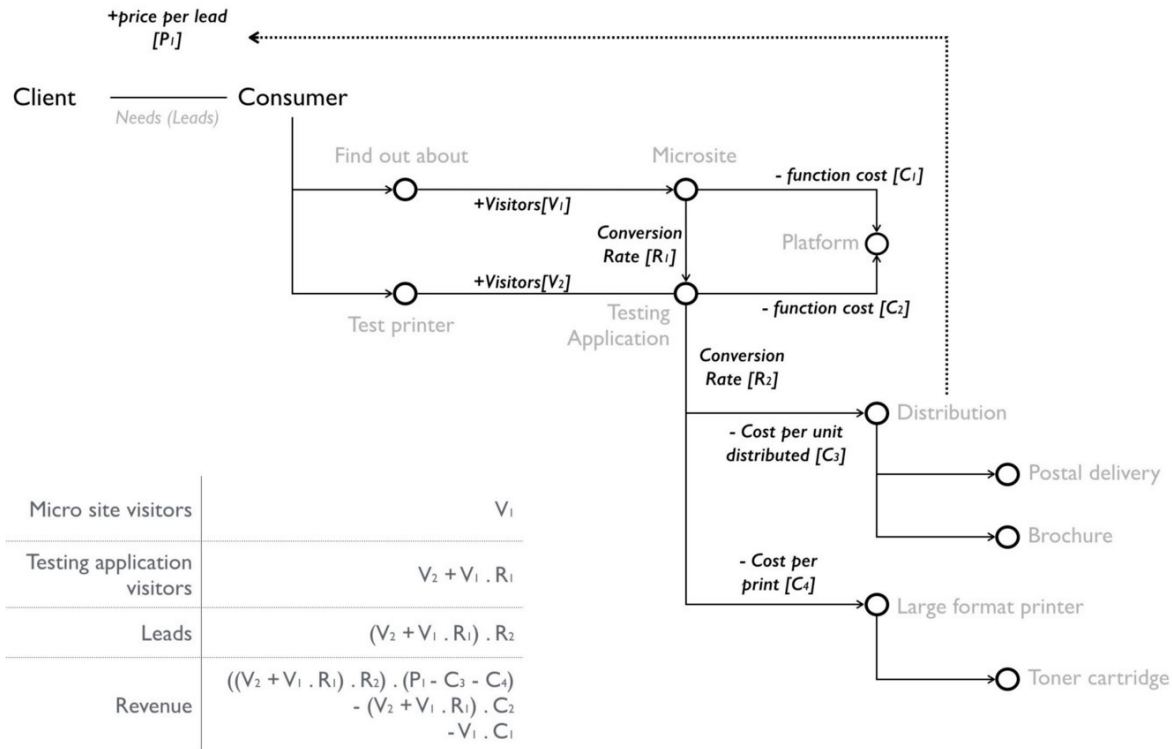 +price per lead
[P₁]
Client
Consumer
Needs (Leads)
Find out about
Microsite
- function cost [C₁]
+Visitors[V₁]
Conversion
Rate [R₁]
Platform
+Visitors[V₂]
- function cost [C₂]
Test printer
Testing
Application
Conversion
Rate [R₂]
Distribution
- Cost per unit
distributed [C₃]
Postal delivery
Brochure
- Cost per
print [C₄]
Large format printer
Toner cartridge
Micro site visitors V₁
Testing application
visitors V₂ + V₁ . R₁
Leads (V₂ + V₁ . R₁) . R₂
Revenue ((V₂ + V₁ . R₁) . R₂) . (P₁ - C₃ - C₄)
- (V₂ + V₁ . R₁) . C₂
- V₁ . C₁